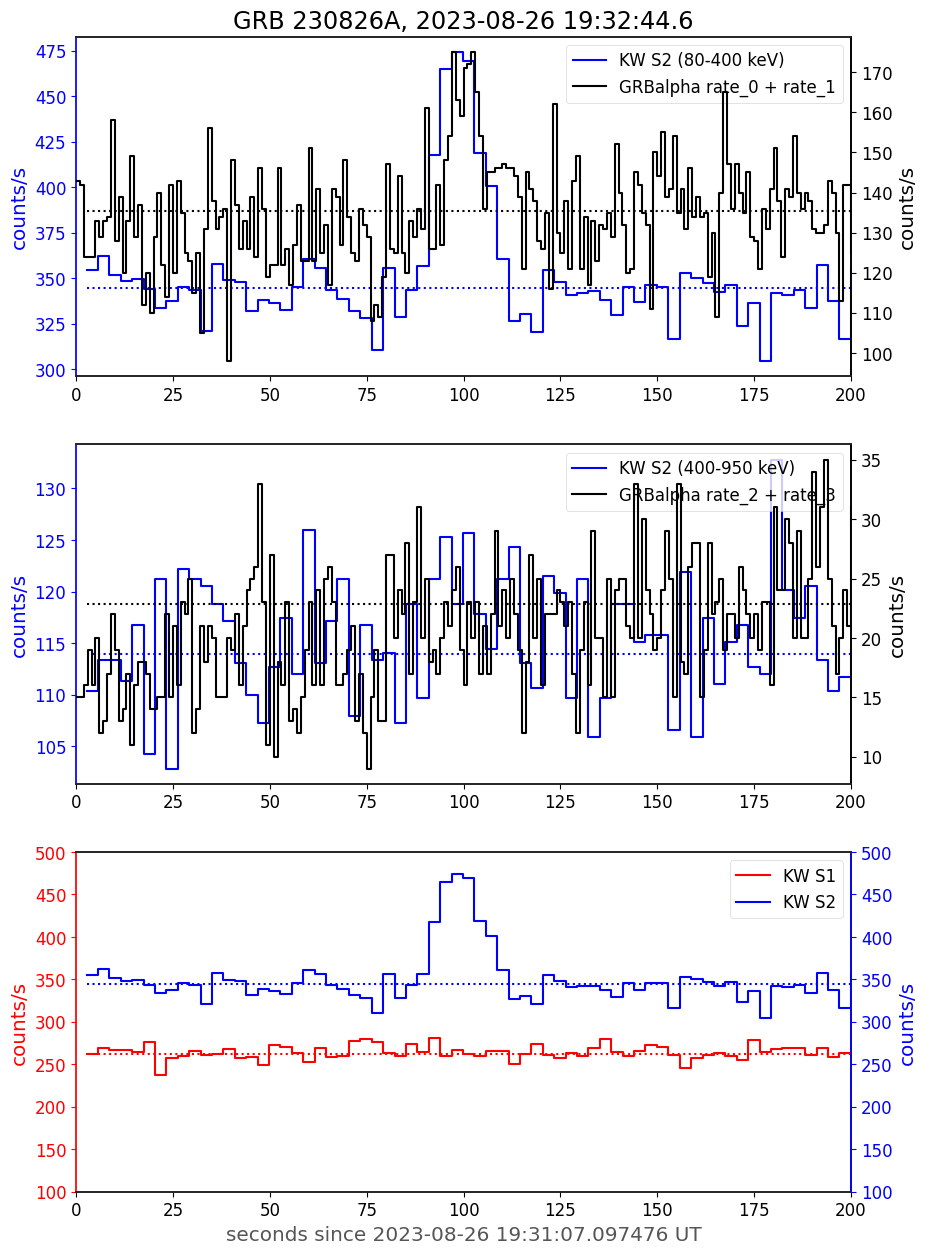 GRB 230826A, 2023-08-26 19:32:44.6
475
450
425
400
375
350
325
300
counts/s
KW S2 (80-400 keV)
GRBalpha rate_0 + rate_1
170
160
150
140
130
120
110
100
counts/s
0 25 50 75 100 125 150 175 200
130
125
120
115
110
105
counts/s
KW S2 (400-950 keV)
GRBalpha rate_2 + rate_3
35
30
25
20
15
10
counts/s
0 25 50 75 100 125 150 175 200
500
450
400
350
300
250
200
150
100
counts/s
KW S1
KW S2
500
450
400
350
300
250
200
150
100
counts/s
0 25 50 75 100 125 150 175 200
seconds since 2023-08-26 19:31:07.097476 UT